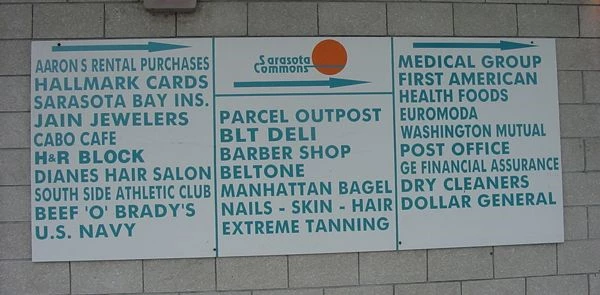 AARON S RENTAL PURCHASES
HALLMARK CARDS
SARASOTA BAY INS.
JAIN JEWELERS
CABO CAFE
H&R BLOCK
DIANES HAIR SALON
SOUTH SIDE ATHLETIC CLUB
BEEF 'O' BRADY'S
U.S. NAVY
Sarasota
Commons
PARCEL OUTPOST
BLT DELI
BARBER SHOP
BELTONE
MANHATTAN BAGEL
NAILS - SKIN - HAIR
EXTREME TANNING
MEDICAL GROUP
FIRST AMERICAN
HEALTH FOODS
EUROMODA
WASHINGTON MUTUAL
POST OFFICE
GE FINANCIAL ASSURANCE
DRY CLEANERS
DOLLAR GENERAL